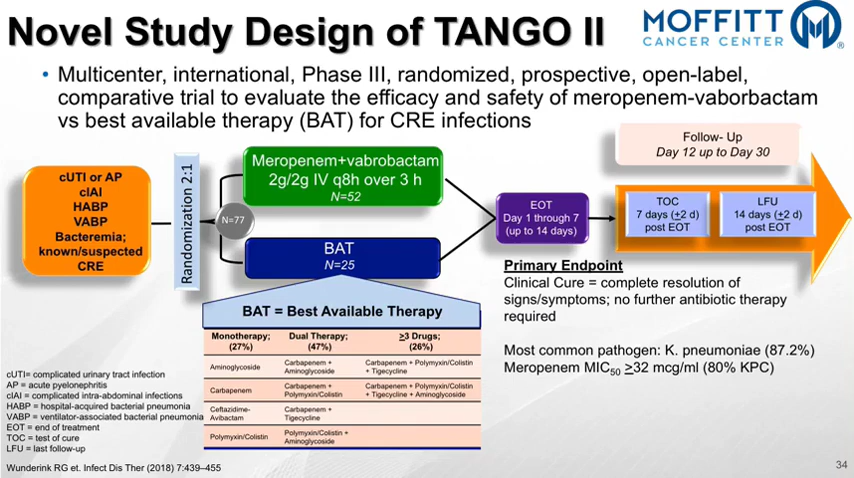 Novel Study Design of TANGO II
MOFFITT
CANCER CENTER
®
• Multicenter, international, Phase III, randomized, prospective, open-label,
comparative trial to evaluate the efficacy and safety of meropenem-vaborbactam
vs best available therapy (BAT) for CRE infections
cUTI or AP
cIAI
HABP
VABP
Bacteremia;
known/suspected
CRE
Randomization 2:1
N=77
Meropenem+vabrobactam
2g/2g IV q8h over 3 h
N=52
BAT
N=25
EOT
Day 1 through 7
(up to 14 days)
Follow- Up
Day 12 up to Day 30
TOC
7 days (+2 d)
post EOT
LFU
14 days (+2 d)
post EOT
BAT = Best Available Therapy
Monotherapy;
(27%)
Dual Therapy;
(47%)
>3 Drugs;
(26%)
Aminoglycoside
Carbapenem +
Aminoglycoside
Carbapenem + Polymyxin/Colistin
+ Tigecycline
Carbapenem
Carbapenem +
Polymyxin/Colistin
Carbapenem + Polymyxin/Colistin
+ Tigecycline + Aminoglycoside
Ceftazidime-
Avibactam
Carbapenem +
Tigecycline
Polymyxin/Colistin
Polymyxin/Colistin +
Aminoglycoside
Primary Endpoint
Clinical Cure = complete resolution of
signs/symptoms; no further antibiotic therapy
required
Most common pathogen: K. pneumoniae (87.2%)
Meropenem MIC50 >32 mcg/ml (80% KPC)
cUTI= complicated urinary tract infection
AP = acute pyelonephritis
cIAI = complicated intra-abdominal infections
HABP = hospital-acquired bacterial pneumonia
VABP = ventilator-associated bacterial pneumonia
EOT = end of treatment
TOC = test of cure
LFU = last follow-up
Wunderink RG et. Infect Dis Ther (2018) 7:439–455
34